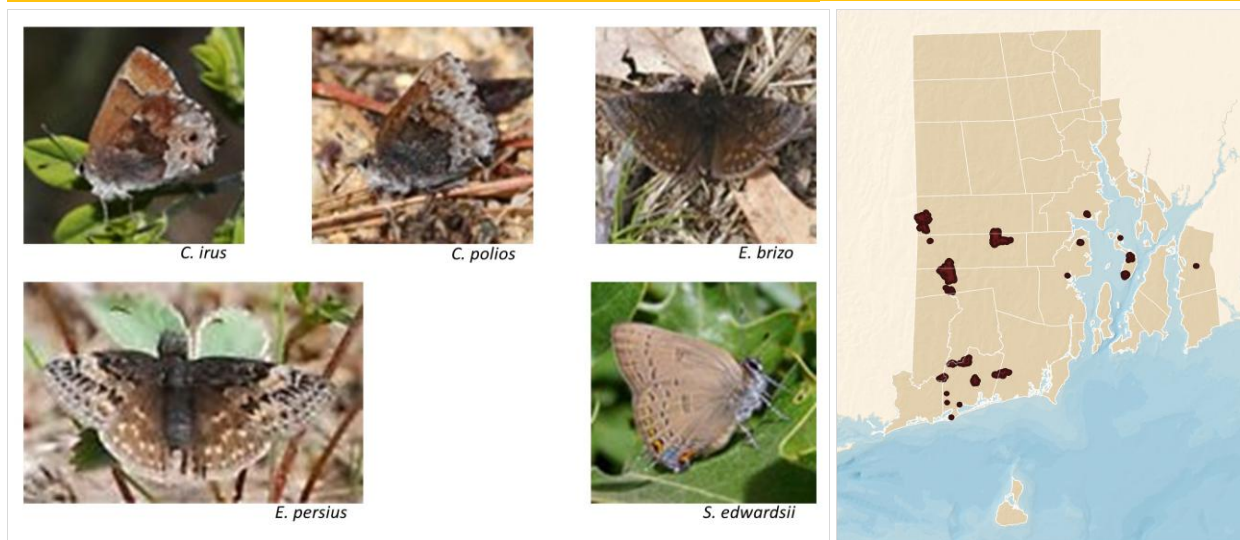 C. irus
C. polios
E. brizo
E. persius
S. edwardsii